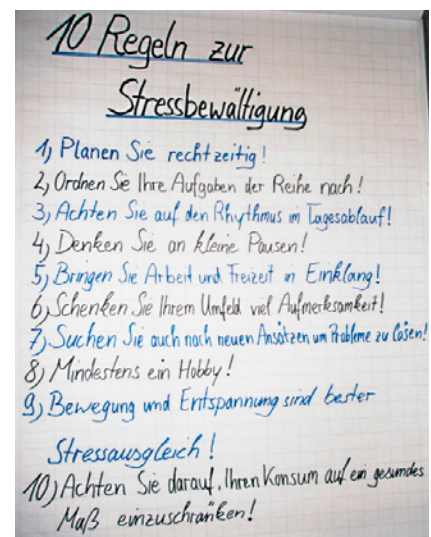 10 Regeln zur
Stressbewältigung
1) Planen Sie rechtzeitig!
2) Ordnen Sie Ihre Aufgaben der Reihe nach!
3) Achten Sie auf den Rhythmus im Tagesablauf!
4) Denken Sie an kleine Pausen!
5) Bringen Sie Arbeit und Freizeit in Einklang!
6) Schenken Sie Ihrem Umfeld viel Aufmerksamkeit!
7) Suchen Sie auch nach neuen Ansätzen um Probleme zu Lösen!
8) Mindestens ein Hobby!
9) Bewegung und Entspannung sind bester
Stressausgleich!
10) Achten Sie darauf, Ihren Konsum auf ein gesundes
Maß einzuschränken!